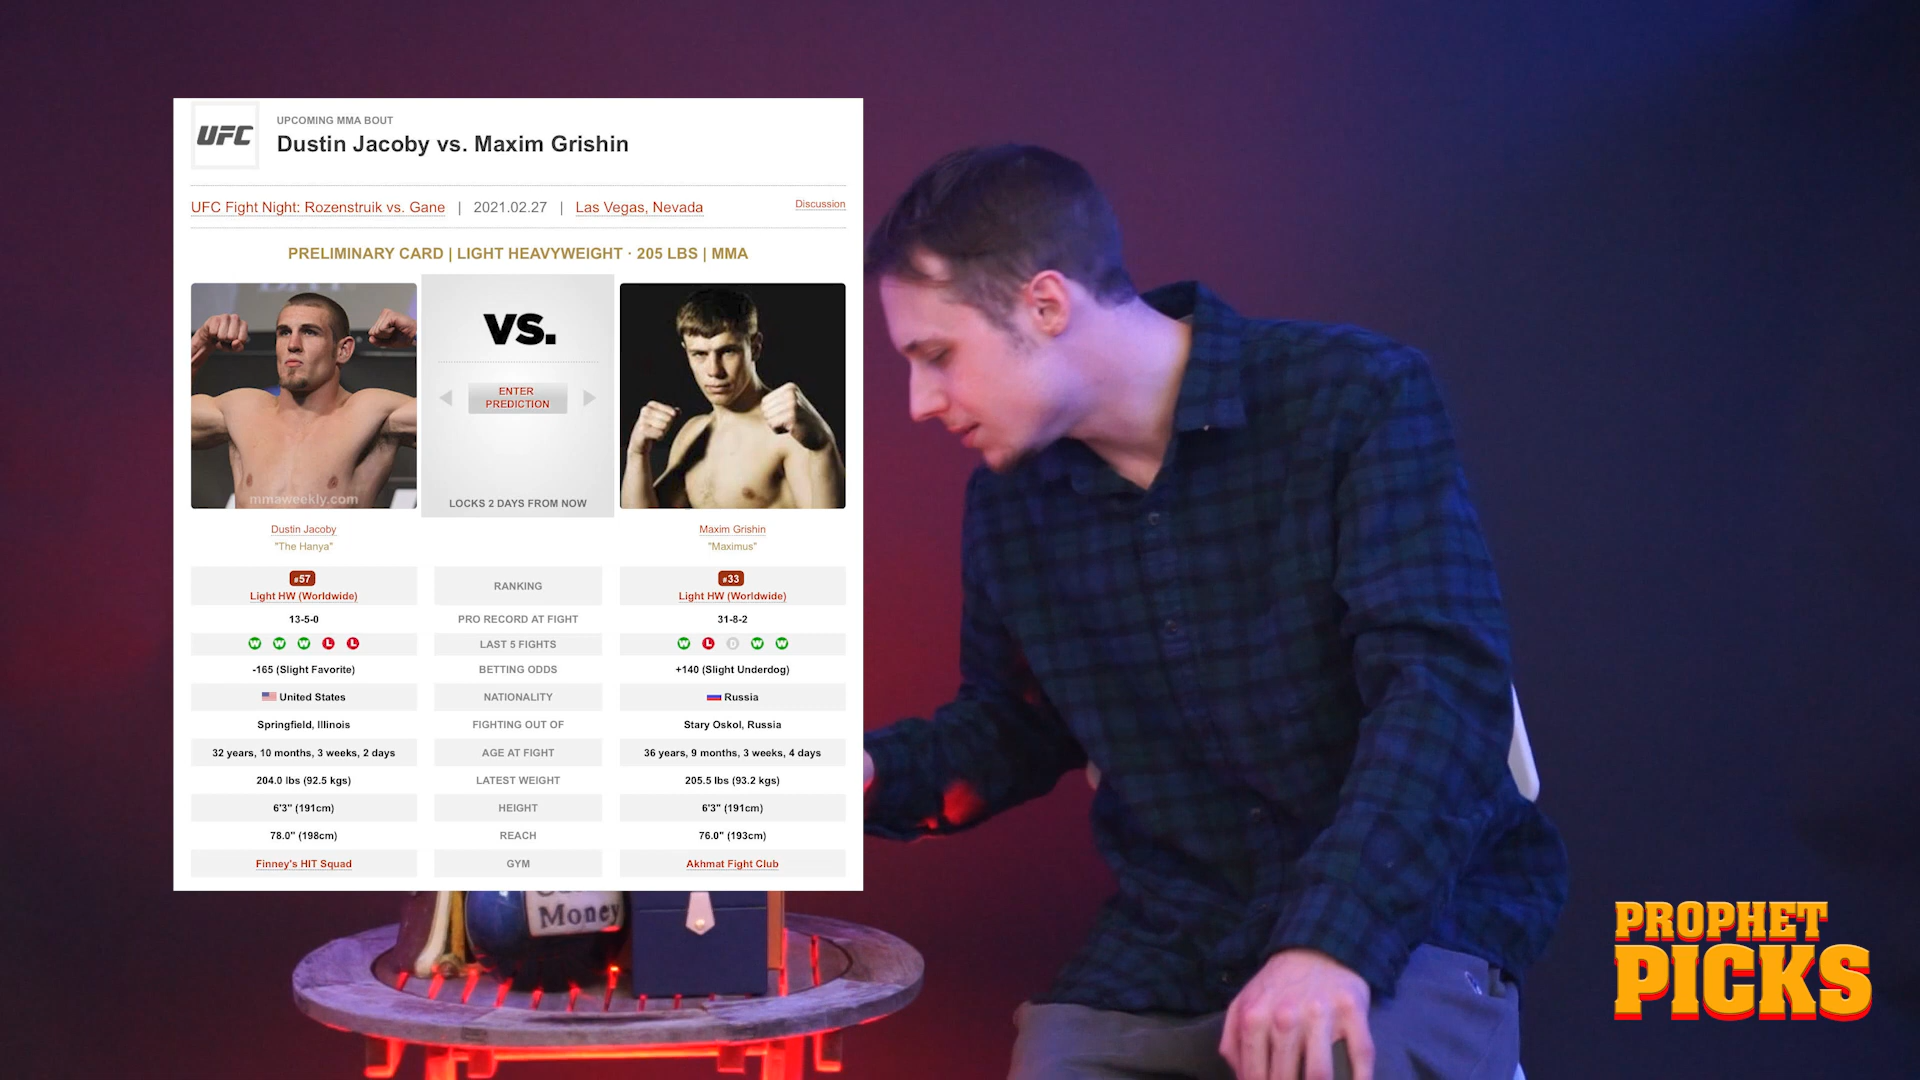 UFC
UPCOMING MMA BOUT
Dustin Jacoby vs. Maxim Grishin
UFC Fight Night: Rozenstruik vs. Gane | 2021.02.27 | Las Vegas, Nevada
Discussion
PRELIMINARY CARD | LIGHT HEAVYWEIGHT · 205 LBS | MMA
VS.
ENTER
PREDICTION
mmaweekly.com
LOCKS 2 DAYS FROM NOW
Dustin Jacoby
Maxim Grishin
"The Hanya"
"Maximus"
#57
RANKING
#33
Light HW (Worldwide)
Light HW (Worldwide)
13-5-0 PRO RECORD AT FIGHT 31-8-2
W W W L L LAST 5 FIGHTS W L D W W
-165 (Slight Favorite) BETTING ODDS +140 (Slight Underdog)
United States NATIONALITY Russia
Springfield, Illinois FIGHTING OUT OF Stary Oskol, Russia
32 years, 10 months, 3 weeks, 2 days AGE AT FIGHT 36 years, 9 months, 3 weeks, 4 days
204.0 lbs (92.5 kgs) LATEST WEIGHT 205.5 lbs (93.2 kgs)
6'3" (191cm) HEIGHT 6'3" (191cm)
78.0" (198cm) REACH 76.0" (193cm)
Finney's HIT Squad GYM Akhmat Fight Club
Money
PROPHET
PICKS